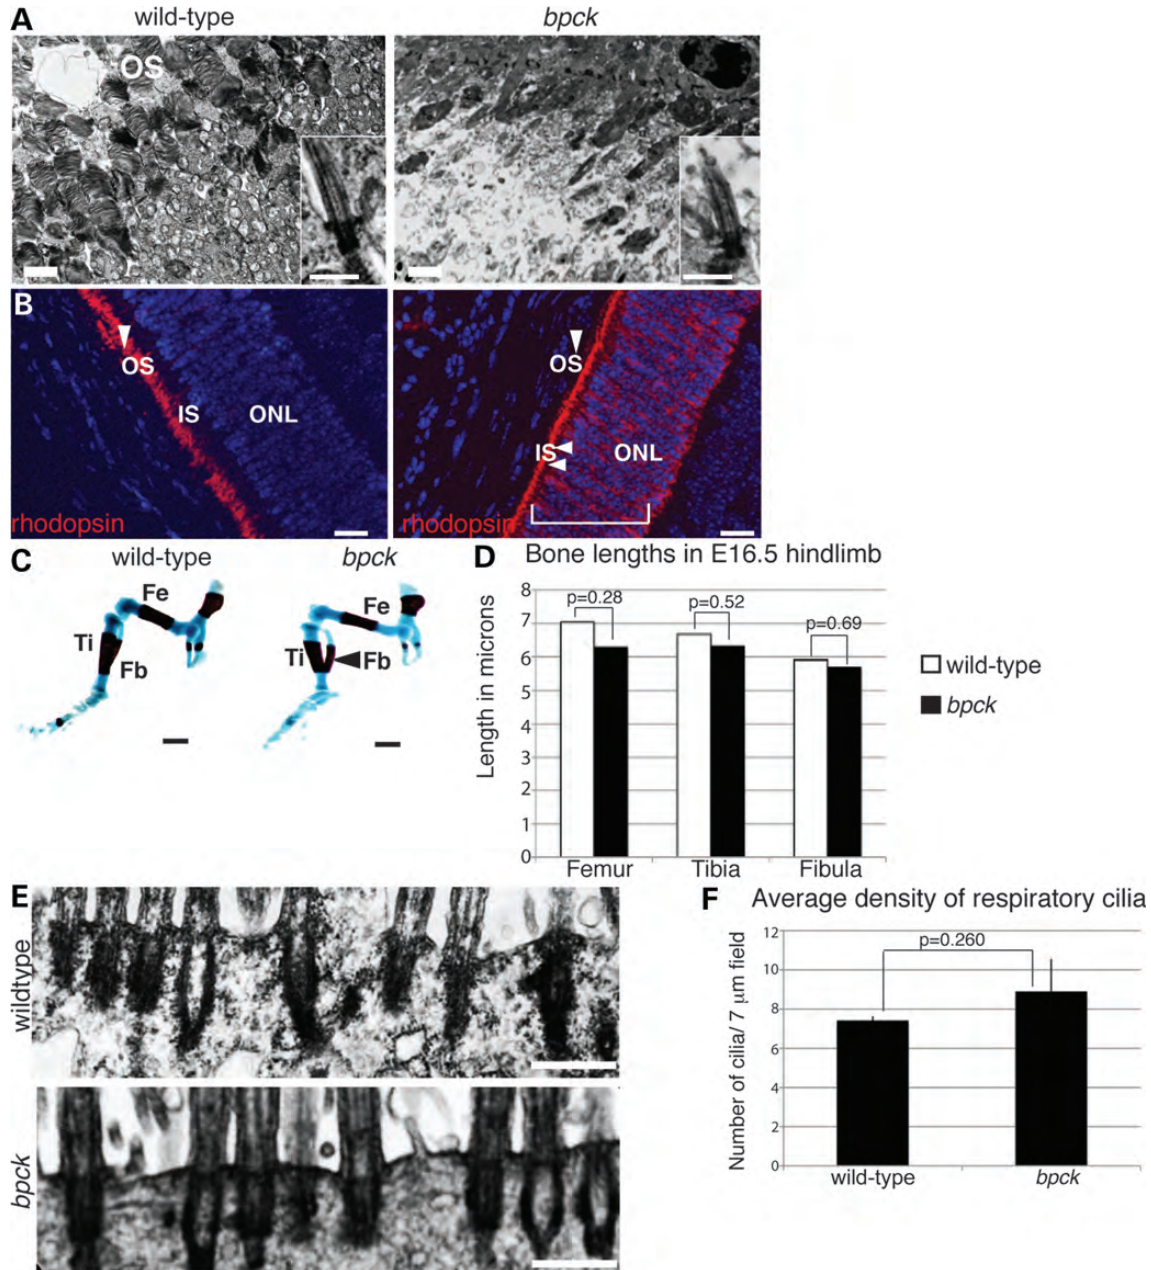 A wild-type bpck
OS
B
OS OS
IS ONL IS ONL
rhodopsin rhodopsin
C wild-type bpck
Fe Fe
Ti Fb Ti Fb
D Bone lengths in E16.5 hindlimb
Length in microns
8
7
6
5
4
3
2
1
0
p=0.28
p=0.52
p=0.69
Femur Tibia Fibula
wild-type
bpck
E
wildtype
bpck
F Average density of respiratory cilia
Number of cilia/ 7 μm field
12
10
8
6
4
2
0
p=0.260
wild-type bpck